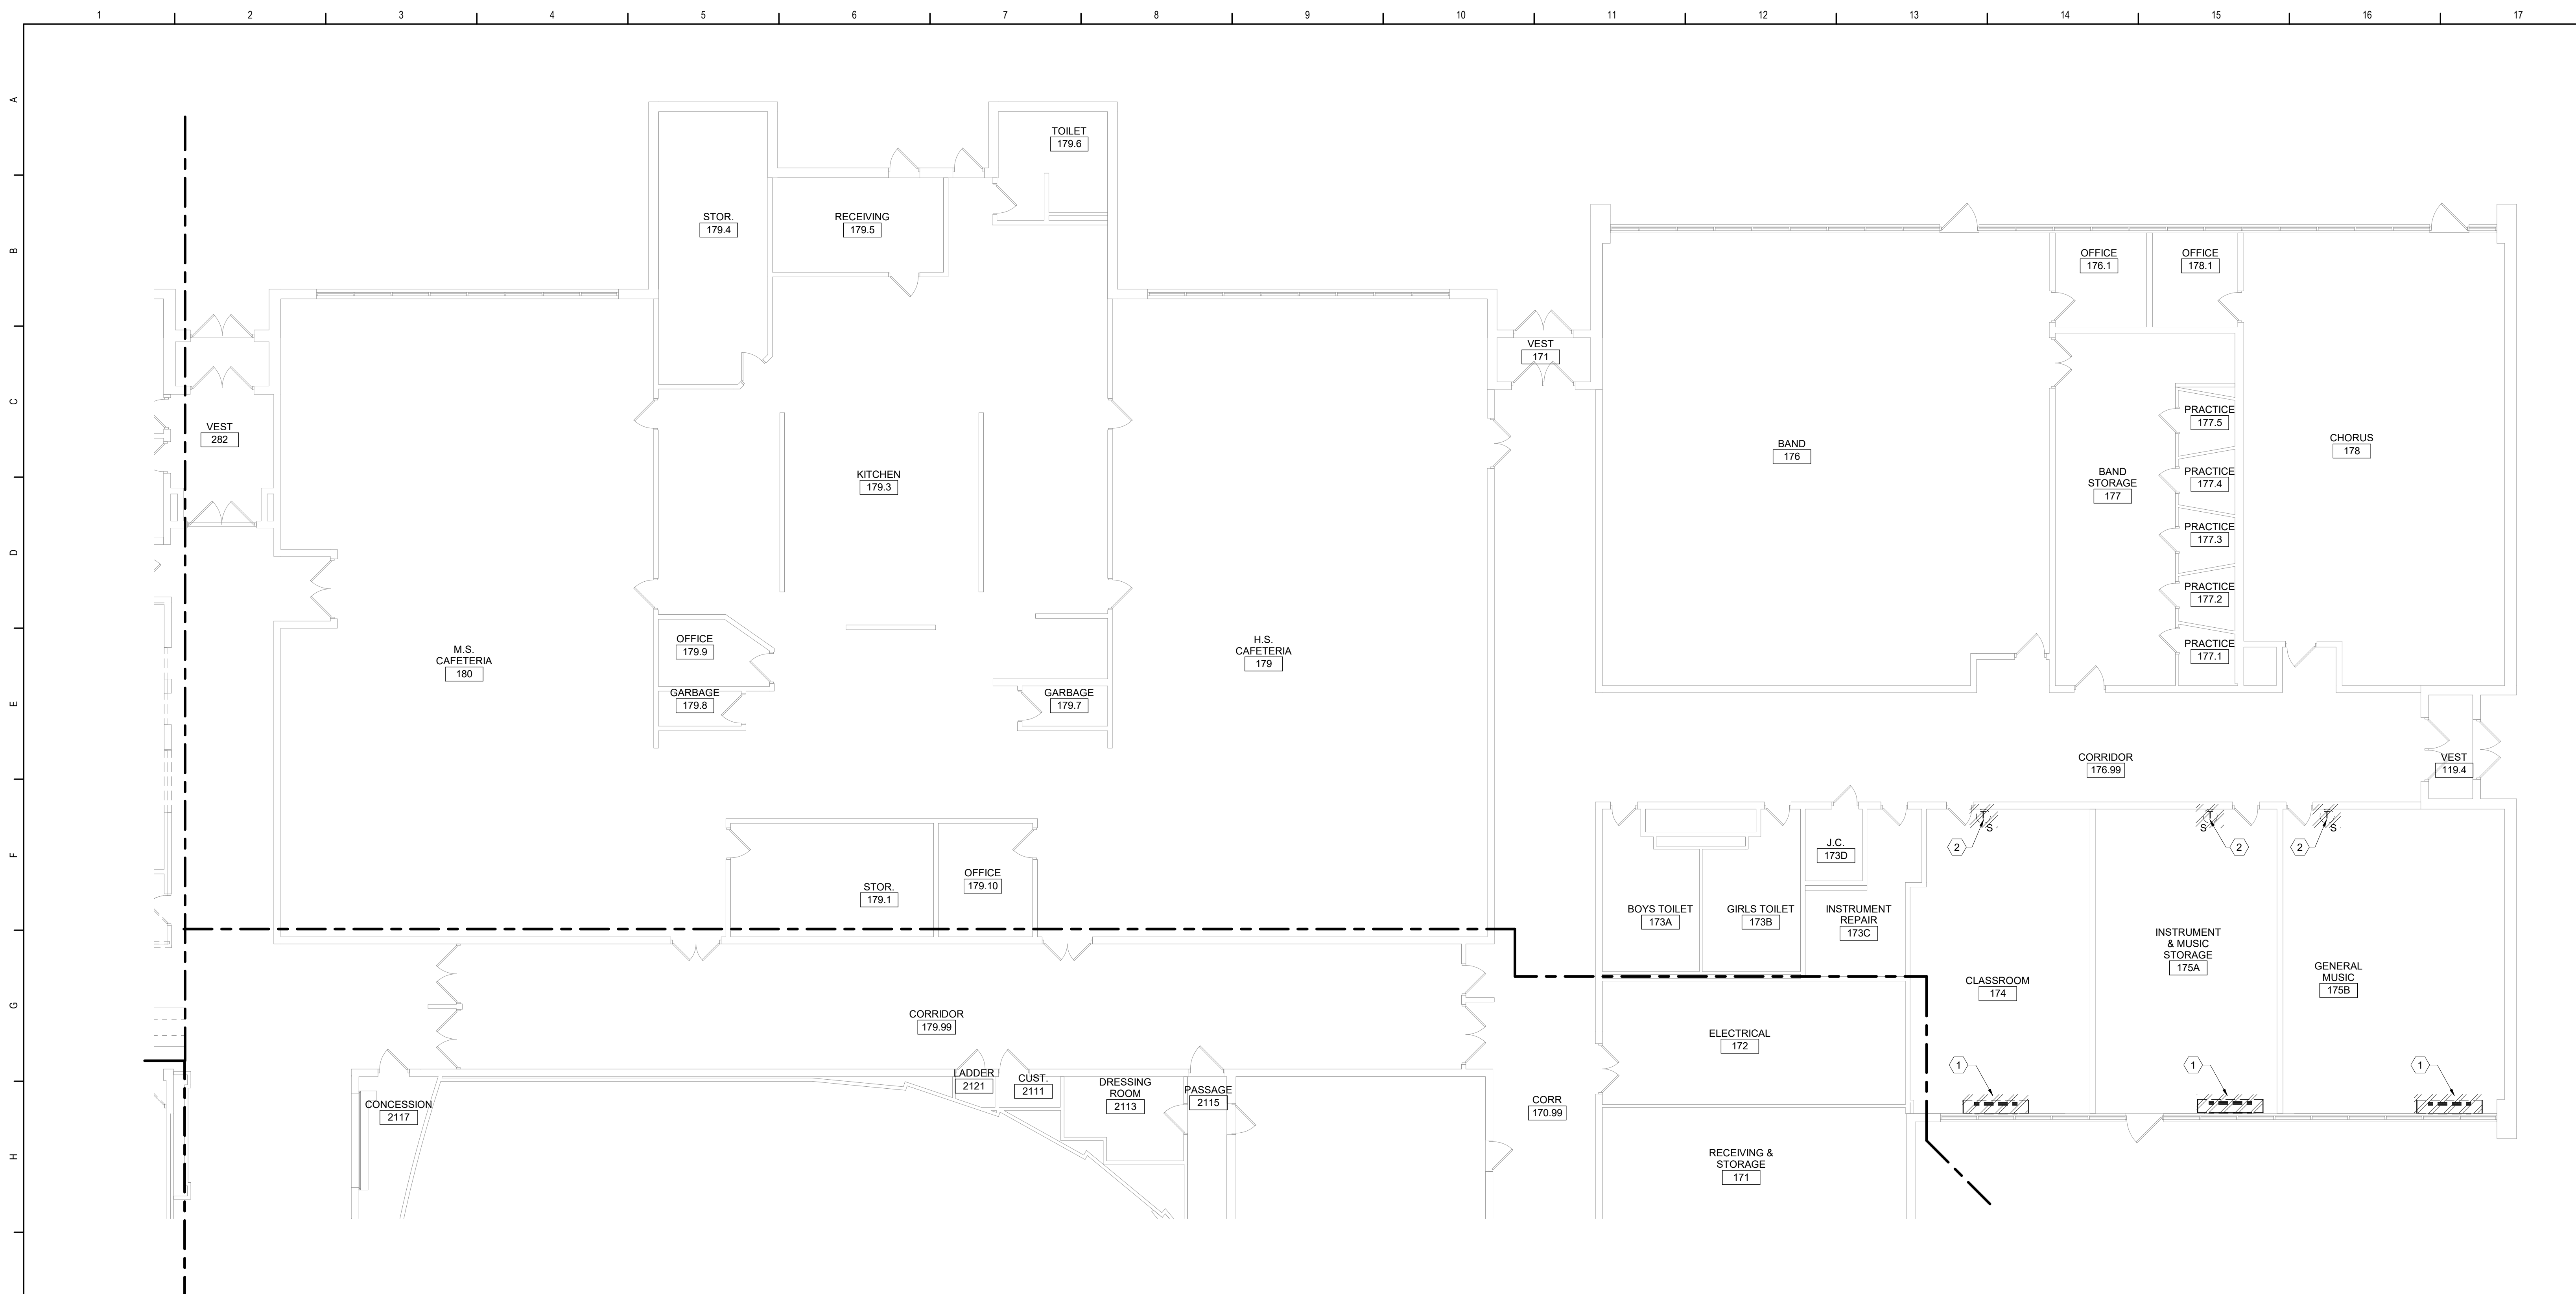 1 2 3 4 5 6 7 8 9 10 11 12 13 14 15 16 17
A
B
C
D
E
F
G
H
TOILET
179.6
STOR.
179.4
RECEIVING
179.5
OFFICE
176.1
OFFICE
178.1
VEST
171
VEST
282
PRACTICE
177.5
CHORUS
178
BAND
176
KITCHEN
179.3
BAND
STORAGE
177
PRACTICE
177.4
PRACTICE
177.3
PRACTICE
177.2
PRACTICE
177.1
M.S.
CAFETERIA
180
OFFICE
179.9
H.S.
CAFETERIA
179
GARBAGE
179.8
GARBAGE
179.7
CORRIDOR
176.99
VEST
119.4
T
S
2
T
S
2
T
S
2
J.C.
173D
STOR.
179.1
OFFICE
179.10
BOYS TOILET
173A
GIRLS TOILET
173B
INSTRUMENT
REPAIR
173C
INSTRUMENT
& MUSIC
STORAGE
175A
CLASSROOM
174
GENERAL
MUSIC
175B
CORRIDOR
179.99
ELECTRICAL
172
1
1
1
LADDER
2121
CUST.
2111
DRESSING
ROOM
2113
PASSAGE
2115
CONCESSION
2117
CORR
170.99
RECEIVING &
STORAGE
171